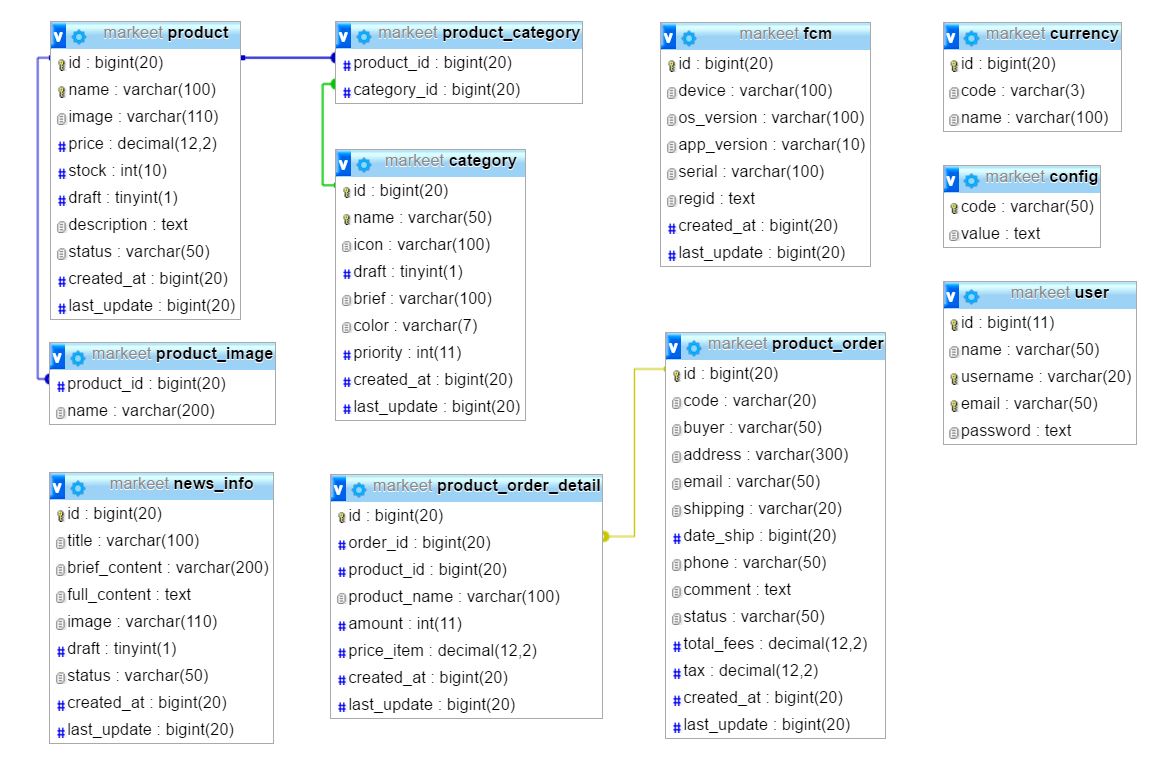 markeet product
id : bigint(20)
name : varchar(100)
image : varchar(110)
price : decimal(12,2)
stock : int(10)
draft : tinyint(1)
description : text
status : varchar(50)
created_at : bigint(20)
last_update : bigint(20)
markeet product_image
product_id : bigint(20)
name : varchar(200)
markeet news_info
id : bigint(20)
title : varchar(100)
brief_content : varchar(200)
full_content : text
image : varchar(110)
draft : tinyint(1)
status : varchar(50)
created_at : bigint(20)
last_update : bigint(20)
markeet product_category
product_id : bigint(20)
category_id : bigint(20)
markeet category
id : bigint(20)
name : varchar(50)
icon : varchar(100)
draft : tinyint(1)
brief : varchar(100)
color : varchar(7)
priority : int(11)
created_at : bigint(20)
last_update : bigint(20)
markeet product_order_detail
id : bigint(20)
order_id : bigint(20)
product_id : bigint(20)
product_name : varchar(100)
amount : int(11)
price_item : decimal(12,2)
created_at : bigint(20)
last_update : bigint(20)
markeet fcm
id : bigint(20)
device : varchar(100)
os_version : varchar(100)
app_version : varchar(10)
serial : varchar(100)
regid : text
created_at : bigint(20)
last_update : bigint(20)
markeet product_order
id : bigint(20)
code : varchar(20)
buyer : varchar(50)
address : varchar(300)
email : varchar(50)
shipping : varchar(20)
date_ship : bigint(20)
phone : varchar(50)
comment : text
status : varchar(50)
total_fees : decimal(12,2)
tax : decimal(12,2)
created_at : bigint(20)
last_update : bigint(20)
markeet currency
id : bigint(20)
code : varchar(3)
name : varchar(100)
markeet config
code : varchar(50)
value : text
markeet user
id : bigint(11)
name : varchar(50)
username : varchar(20)
email : varchar(50)
password : text